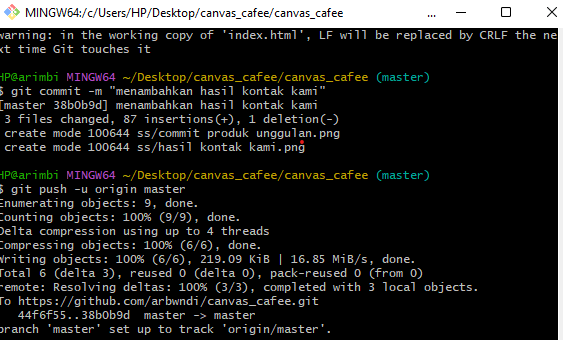 MINGW64:/c/Users/HP/Desktop/canvas_cafee/canvas_cafee
...
warning: in the working copy of 'index.html', LF will be replaced by CRLF the ne
xt time Git touches it
HP@arimbi MINGW64 ~/Desktop/canvas_cafee/canvas_cafee (master)
$ git commit -m "menambahkan hasil kontak kami"
[master 38b0b9d] menambahkan hasil kontak kami
 3 files changed, 87 insertions(+), 1 deletion(-)
 create mode 100644 ss/commit produk unggulan.png
 create mode 100644 ss/hasil kontak kami.png
HP@arimbi MINGW64 ~/Desktop/canvas_cafee/canvas_cafee (master)
$ git push -u origin master
Enumerating objects: 9, done.
Counting objects: 100% (9/9), done.
Delta compression using up to 4 threads
Compressing objects: 100% (6/6), done.
Writing objects: 100% (6/6), 219.09 KiB | 16.85 MiB/s, done.
Total 6 (delta 3), reused 0 (delta 0), pack-reused 0 (from 0)
remote: Resolving deltas: 100% (3/3), completed with 3 local objects.
To https://github.com/arbwndi/canvas_cafee.git
   44f6f55..38b0b9d  master -> master
branch 'master' set up to track 'origin/master'.